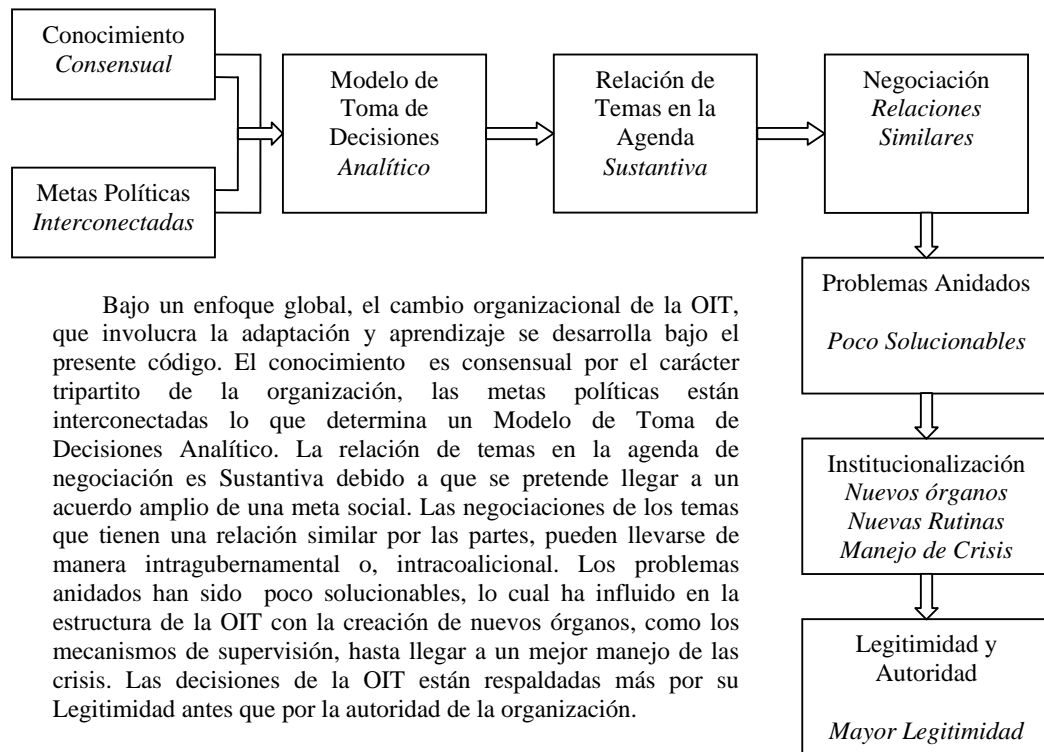 Conocimiento
Consensual
Metas Políticas
Interconectadas
Modelo de
Toma de
Decisiones
Analítico
Relación de
Temas en la
Agenda
Sustantiva
Negociación
Relaciones
Similares
Problemas Anidados
Poco Solucionables
Institucionalización
Nuevos órganos
Nuevas Rutinas
Manejo de Crisis
Legitimidad y
Autoridad
Mayor Legitimidad
Bajo un enfoque global, el cambio organizacional de la OIT,
que involucra la adaptación y aprendizaje se desarrolla bajo el
presente código. El conocimiento es consensual por el carácter
tripartito de la organización, las metas políticas están
interconectadas lo que determina un Modelo de Toma de
Decisiones Analítico. La relación de temas en la agenda de
negociación es Sustantiva debido a que se pretende llegar a un
acuerdo amplio de una meta social. Las negociaciones de los temas
que tienen una relación similar por las partes, pueden llevarse de
manera intragubernamental o, intracoalicional. Los problemas
anidados han sido poco solucionables, lo cual ha influido en la
estructura de la OIT con la creación de nuevos órganos, como los
mecanismos de supervisión, hasta llegar a un mejor manejo de las
crisis. Las decisiones de la OIT están respaldadas más por su
Legitimidad antes que por la autoridad de la organización.